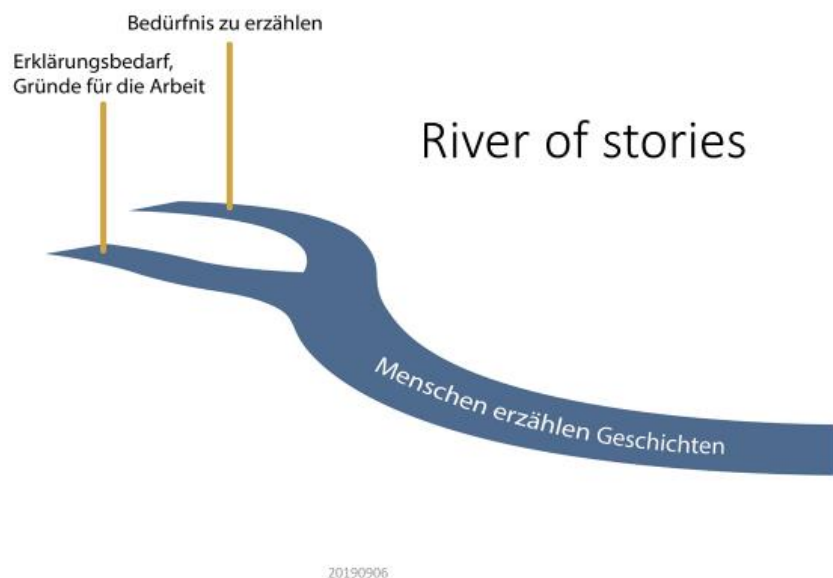 Bedürfnis zu erzählen
Erklärungsbedarf,
Gründe für die Arbeit
River of stories
Menschen erzählen Geschichten
20190906